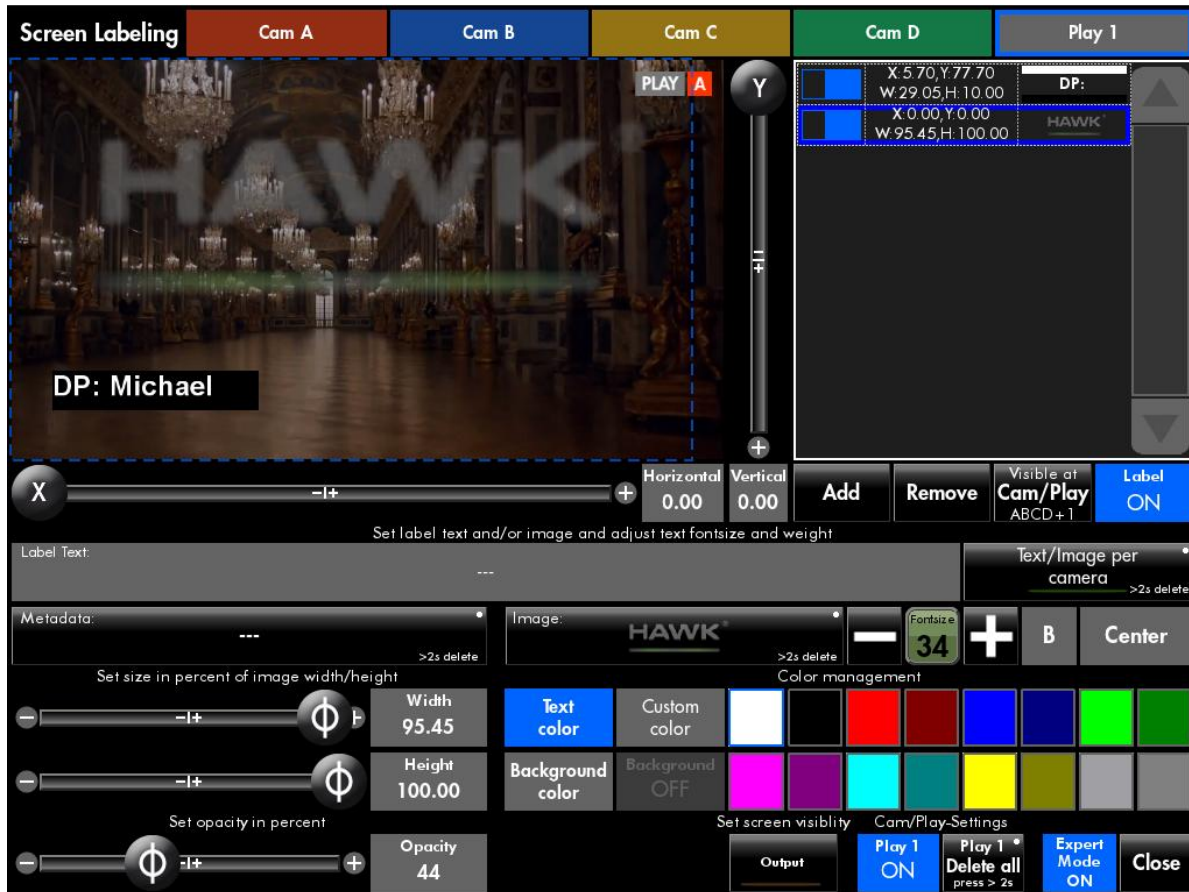 Screen Labeling
Cam A
Cam B
Cam C
Cam D
Play 1
PLAY A
Y
HAWK
DP: Michael
X:5.70,Y:77.70
W:29.05,H:10.00
DP:
X:0.00,Y:0.00
W:95.45,H:100.00
HAWK
X
Horizontal
0.00
Vertical
0.00
Add
Remove
Visible at
Cam/Play
ABCD+1
Label
ON
Set label text and/or image and adjust text fontsize and weight
Label Text:
---
Text/Image per
camera
>2s delete
Metadata:
---
>2s delete
Image:
HAWK
>2s delete
Fontsize
34
B
Center
Set size in percent of image width/height
Color management
Width
95.45
Text
color
Custom
color
Height
100.00
Background
color
Background
OFF
Set opacity in percent
Set screen visiblity
Cam/Play-Settings
Opacity
44
Output
Play 1
ON
Play 1
Delete all
press > 2s
Expert
Mode
ON
Close